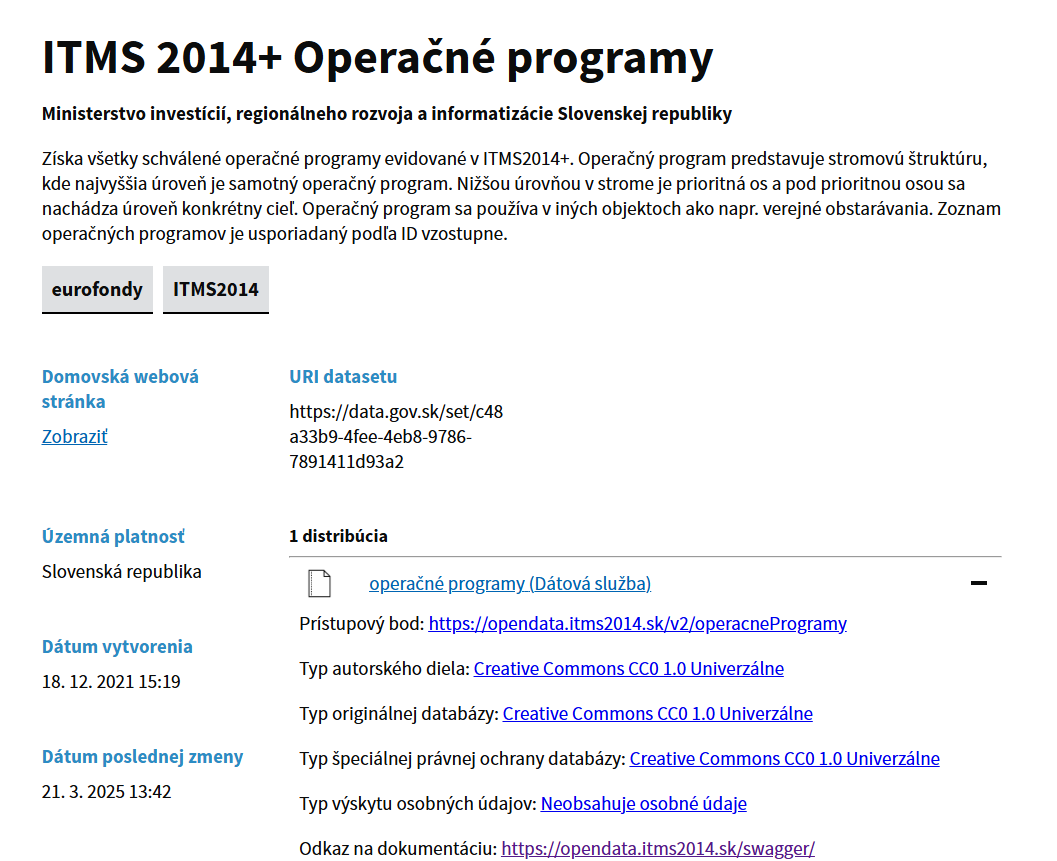 ITMS 2014+ Operačné programy
Ministerstvo investícií, regionálneho rozvoja a informatizácie Slovenskej republiky
Získa všetky schválené operačné programy evidované v ITMS2014+. Operačný program predstavuje stromovú štruktúru,
kde najvyššia úroveň je samotný operačný program. Nižšou úrovňou v strome je prioritná os a pod prioritnou osou sa
nachádza úroveň konkrétny cieľ. Operačný program sa používa v iných objektoch ako napr. verejné obstarávania. Zoznam
operačných programov je usporiadaný podľa ID vzostupne.
eurofondy ITMS2014
Domovská webová
stránka
Zobraziť
URI datasetu
https://data.gov.sk/set/c48
a33b9-4fee-4eb8-9786-
7891411d93a2
Územná platnosť
Slovenská republika
Dátum vytvorenia
18. 12. 2021 15:19
Dátum poslednej zmeny
21. 3. 2025 13:42
1 distribúcia
operačné programy (Dátová služba)
Prístupový bod: https://opendata.itms2014.sk/v2/operacneProgramy
Typ autorského diela: Creative Commons CC0 1.0 Univerzálne
Typ originálnej databázy: Creative Commons CC0 1.0 Univerzálne
Typ špeciálnej právnej ochrany databázy: Creative Commons CC0 1.0 Univerzálne
Typ výskytu osobných údajov: Neobsahuje osobné údaje
Odkaz na dokumentáciu: https://opendata.itms2014.sk/swagger/